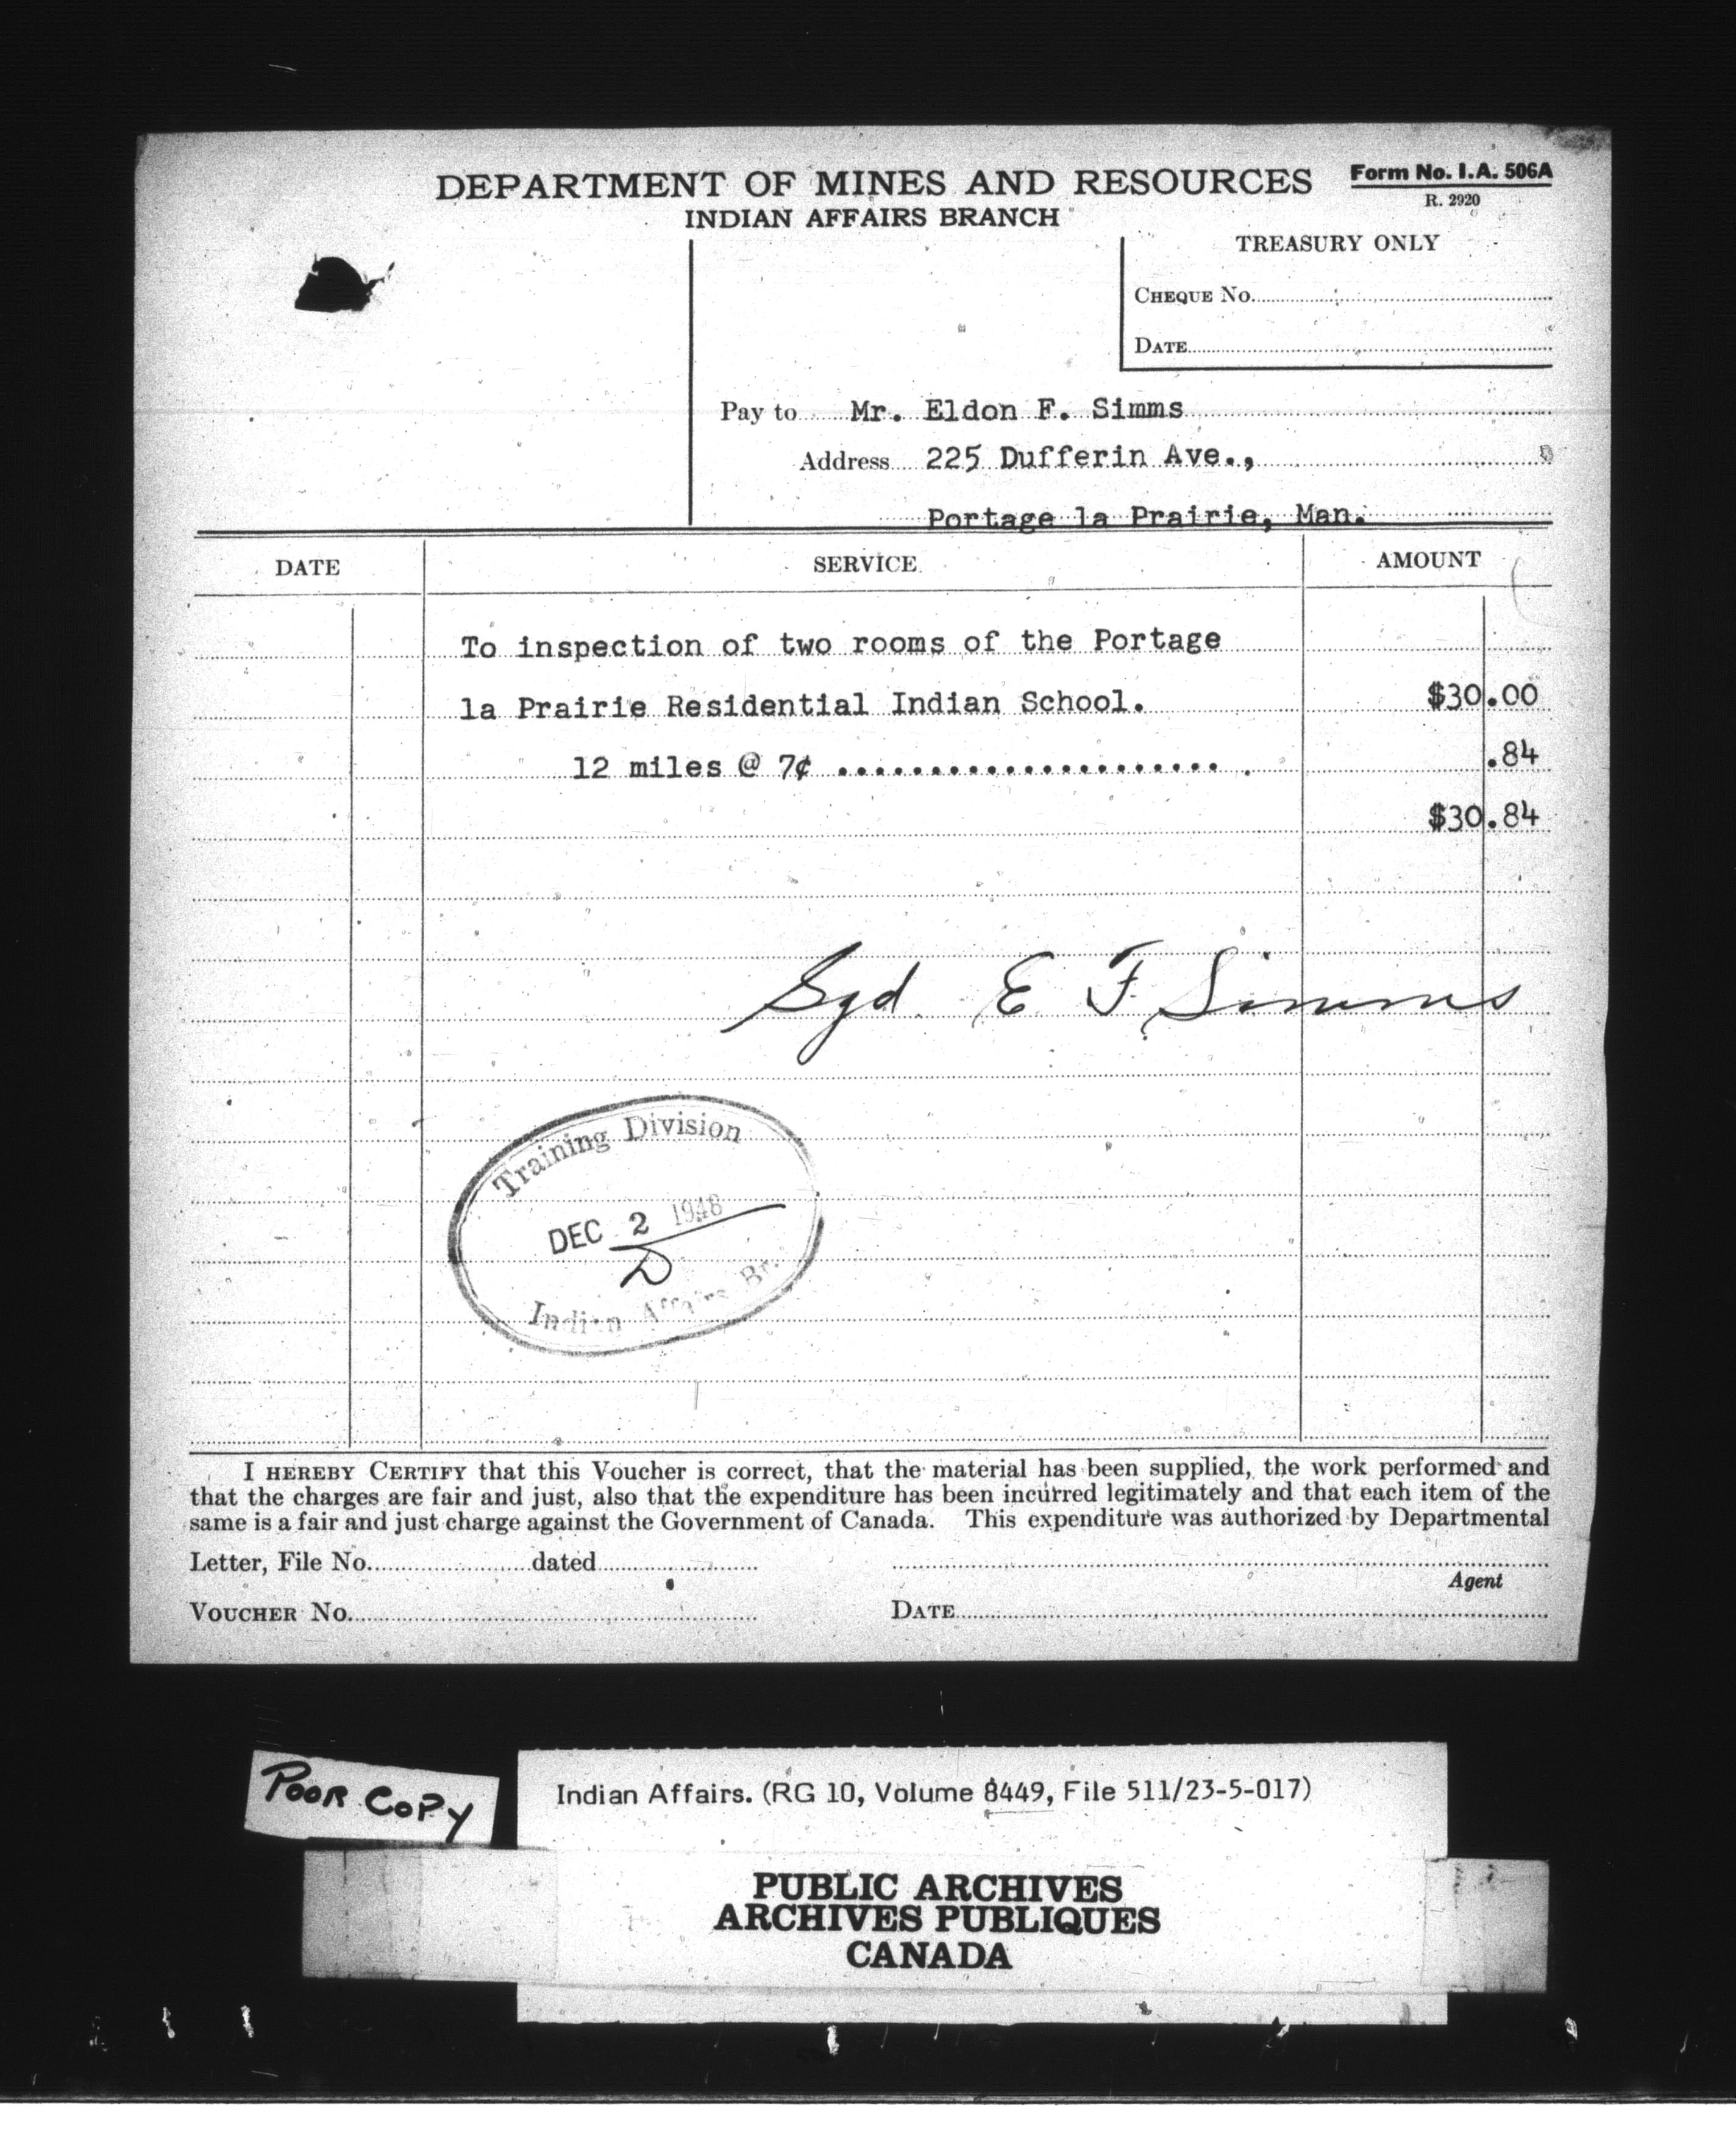 DEPARTMENT OF MINES AND RESOURCES
INDIAN AFFAIRS BRANCH
Form No. I.A. 506A
R. 2920
TREASURY ONLY
CHEQUE No.
DATE
Pay to Mr. Eldon F. Simms
Address 225 Dufferin Ave.,
Portage la Prairie, Man.
DATE SERVICE AMOUNT
To inspection of two rooms of the Portage
la Prairie Residential Indian School. $30.00
12 miles @ 7¢ ..................... .84
$30.84
Sgd. E F Simms
Training Division
DEC 2 1948
D
Indian Affairs Br.
I HEREBY CERTIFY that this Voucher is correct, that the material has been supplied, the work performed and
that the charges are fair and just, also that the expenditure has been incurred legitimately and that each item of the
same is a fair and just charge against the Government of Canada. This expenditure was authorized by Departmental
Letter, File No. dated
Agent
VOUCHER No. DATE
POOR COPY
Indian Affairs. (RG 10, Volume 8449, File 511/23-5-017)
PUBLIC ARCHIVES
ARCHIVES PUBLIQUES
CANADA